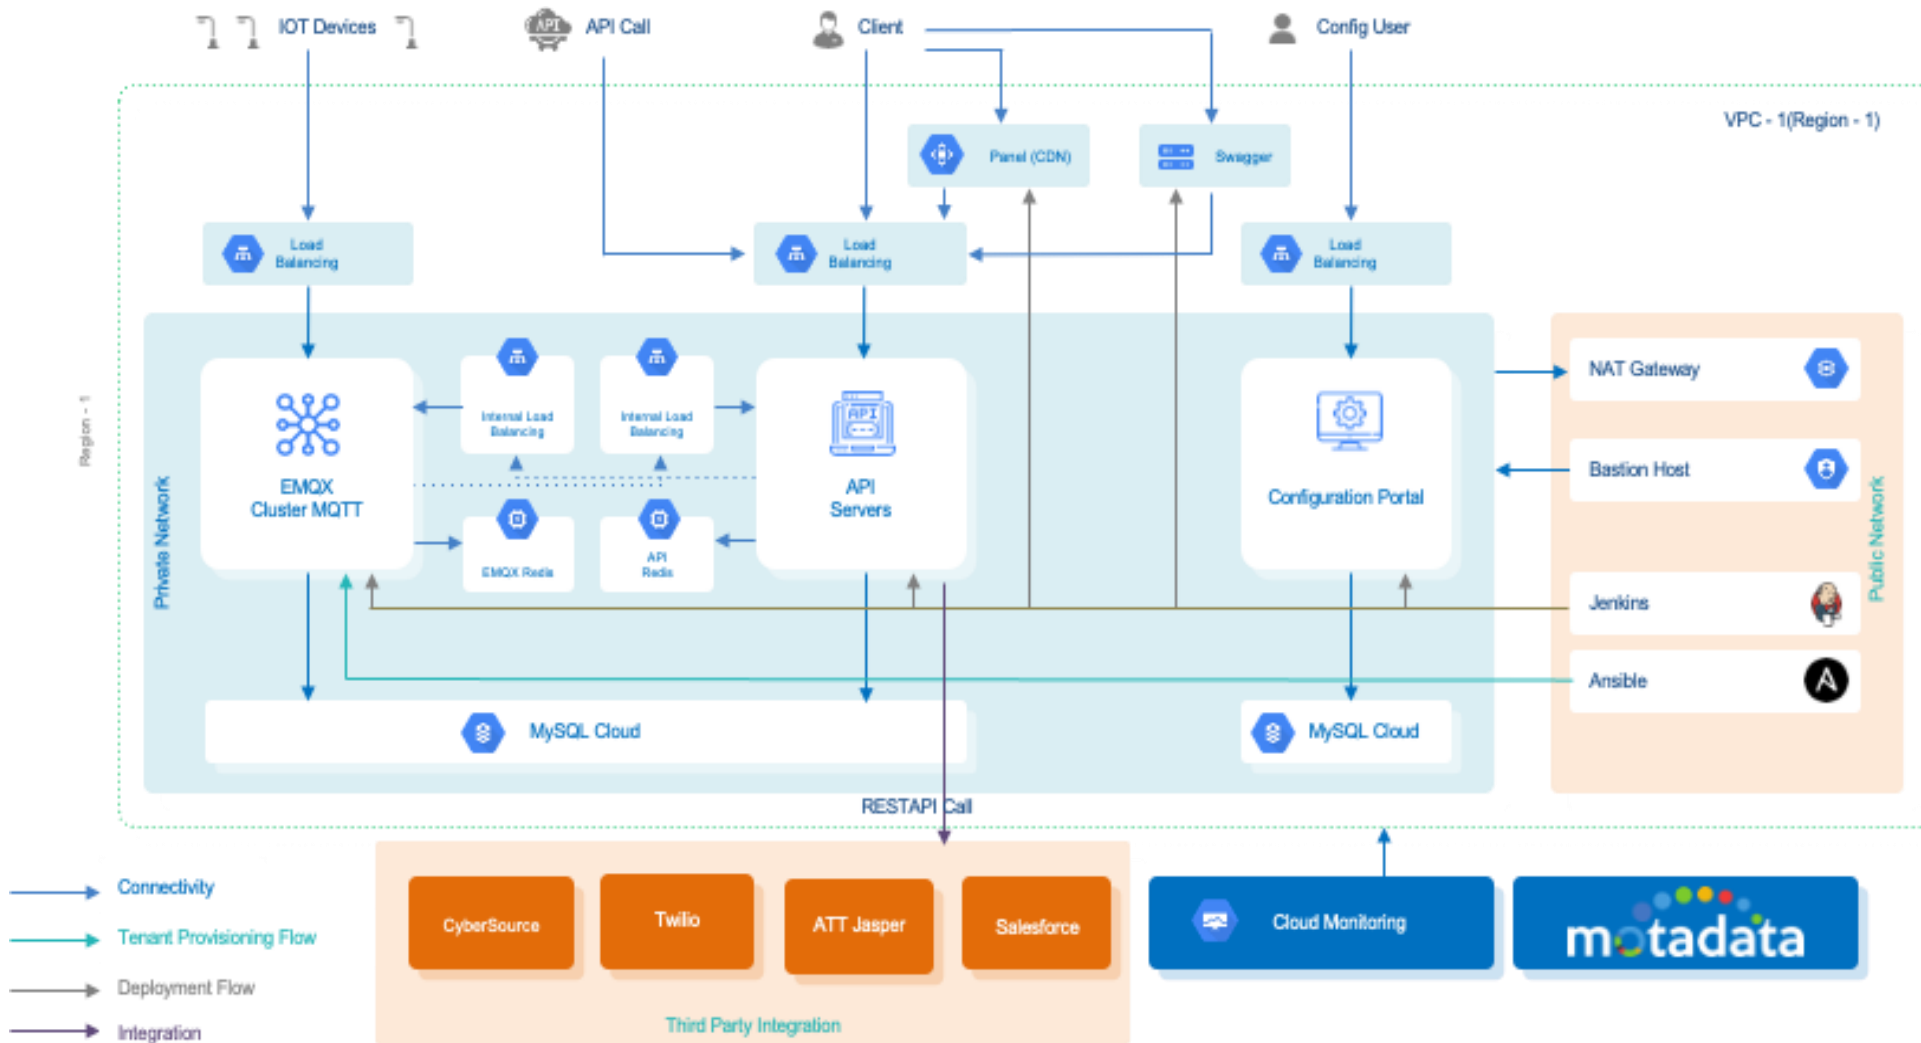 IOT Devices
API
API Call
Client
Config User
VPC - 1(Region - 1)
Panel (CDN)
Swagger
Load
Balancing
Load
Balancing
Load
Balancing
Region - 1
Private Network
EMQX
Cluster MQTT
Internal Load
Balancing
Internal Load
Balancing
API
API
Servers
Configuration Portal
EMQX Redis
API
Redis
NAT Gateway
Bastion Host
Public Network
Jenkins
Ansible
A
MySQL Cloud
MySQL Cloud
RESTAPI Call
Connectivity
Tenant Provisioning Flow
Deployment Flow
Integration
CyberSource
Twilio
ATT Jasper
Salesforce
Third Party Integration
Cloud Monitoring
motadata